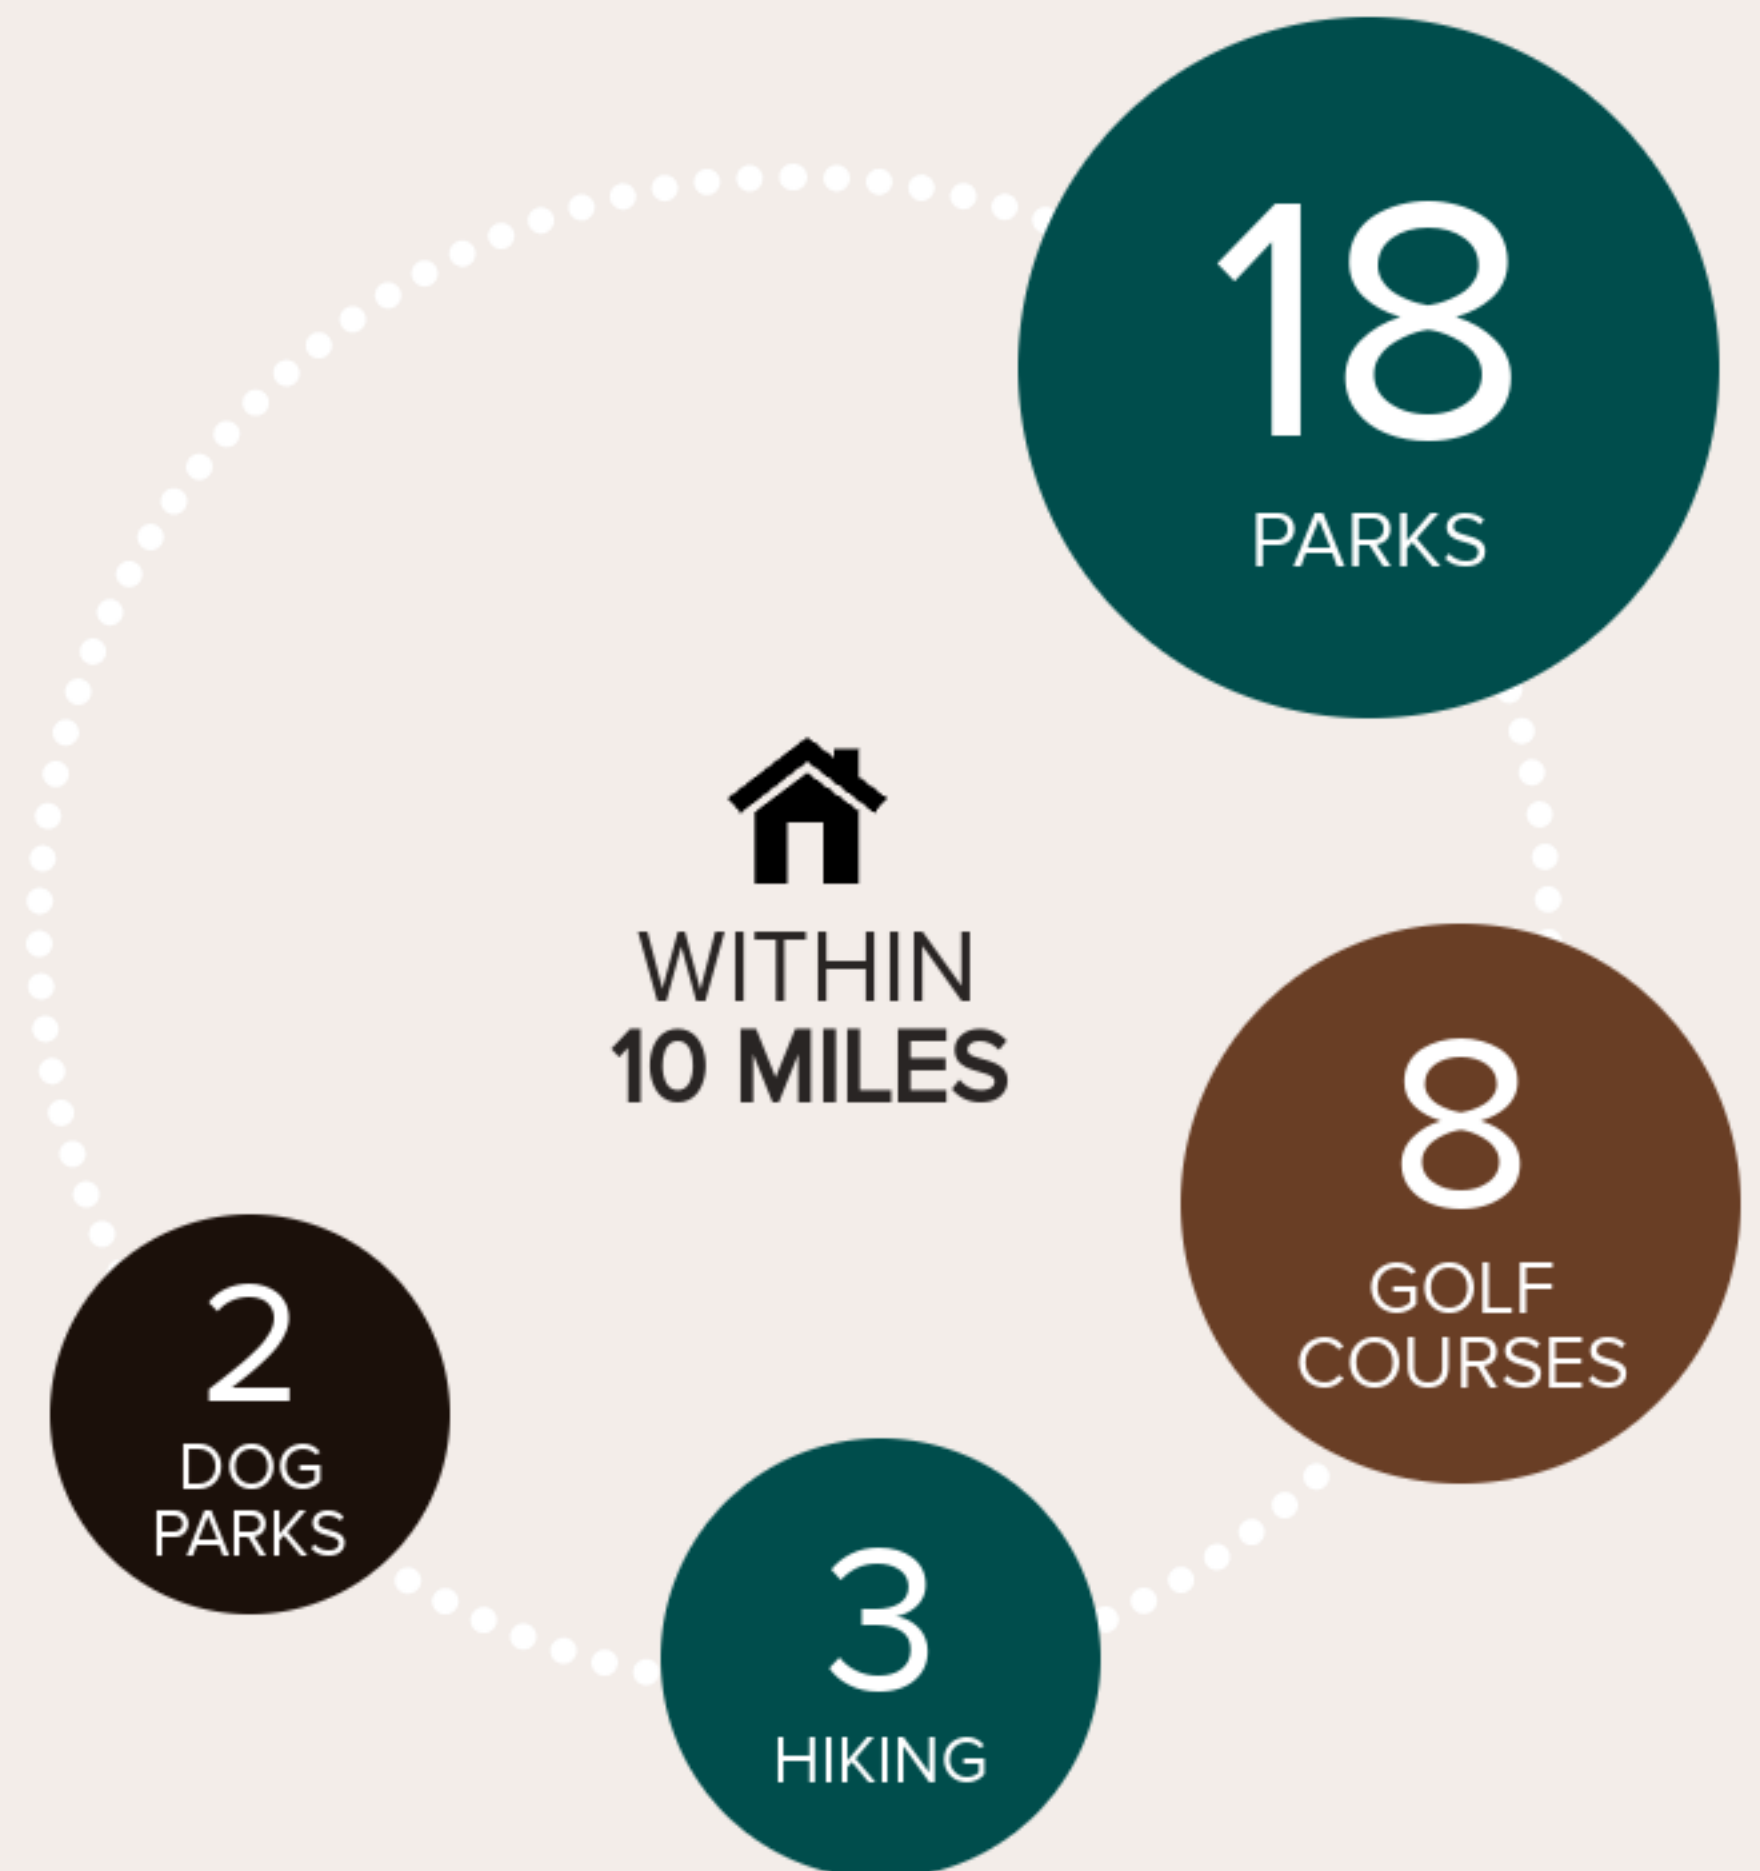 18
PARKS
WITHIN
10 MILES
8
GOLF
COURSES
2
DOG
PARKS
3
HIKING